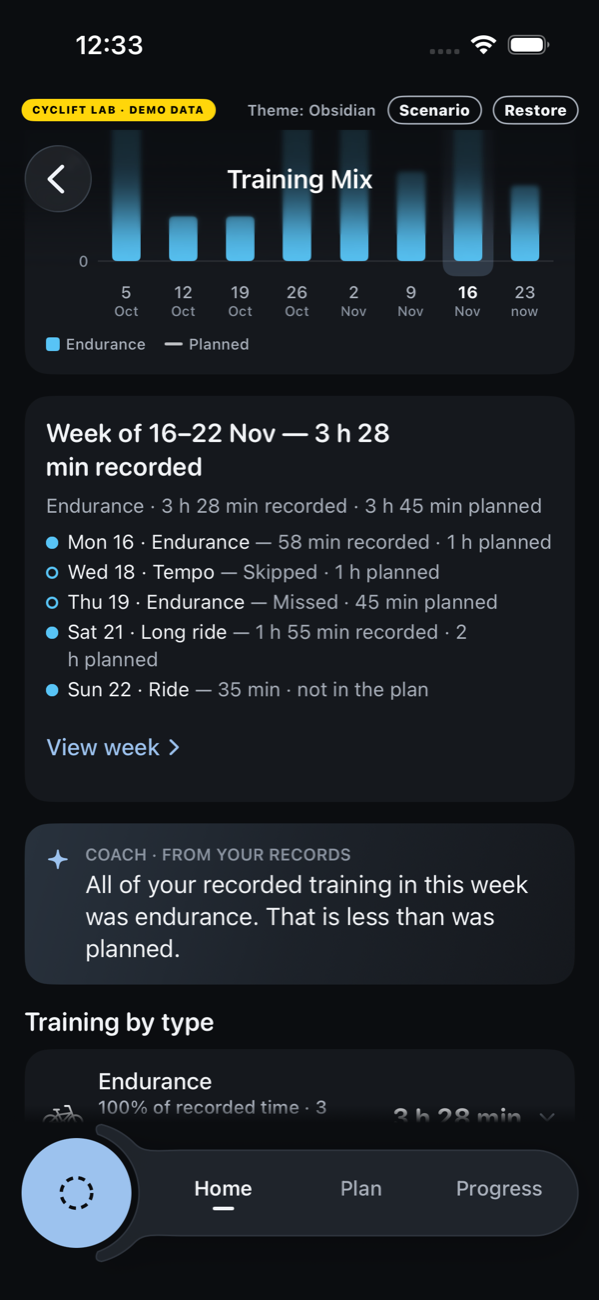 12:33
CYCLIFT LAB · DEMO DATA
Theme: Obsidian
Scenario
Restore
Training Mix
0
5 12 19 26 2 9 16 23
Oct Oct Oct Oct Nov Nov Nov now
Endurance
Planned
Week of 16–22 Nov — 3 h 28
min recorded
Endurance · 3 h 28 min recorded · 3 h 45 min planned
Mon 16 · Endurance — 58 min recorded · 1 h planned
Wed 18 · Tempo — Skipped · 1 h planned
Thu 19 · Endurance — Missed · 45 min planned
Sat 21 · Long ride — 1 h 55 min recorded · 2
h planned
Sun 22 · Ride — 35 min · not in the plan
View week
COACH · FROM YOUR RECORDS
All of your recorded training in this week
was endurance. That is less than was
planned.
Training by type
Endurance
100% of recorded time · 3
3 h 28 min
Home
Plan
Progress